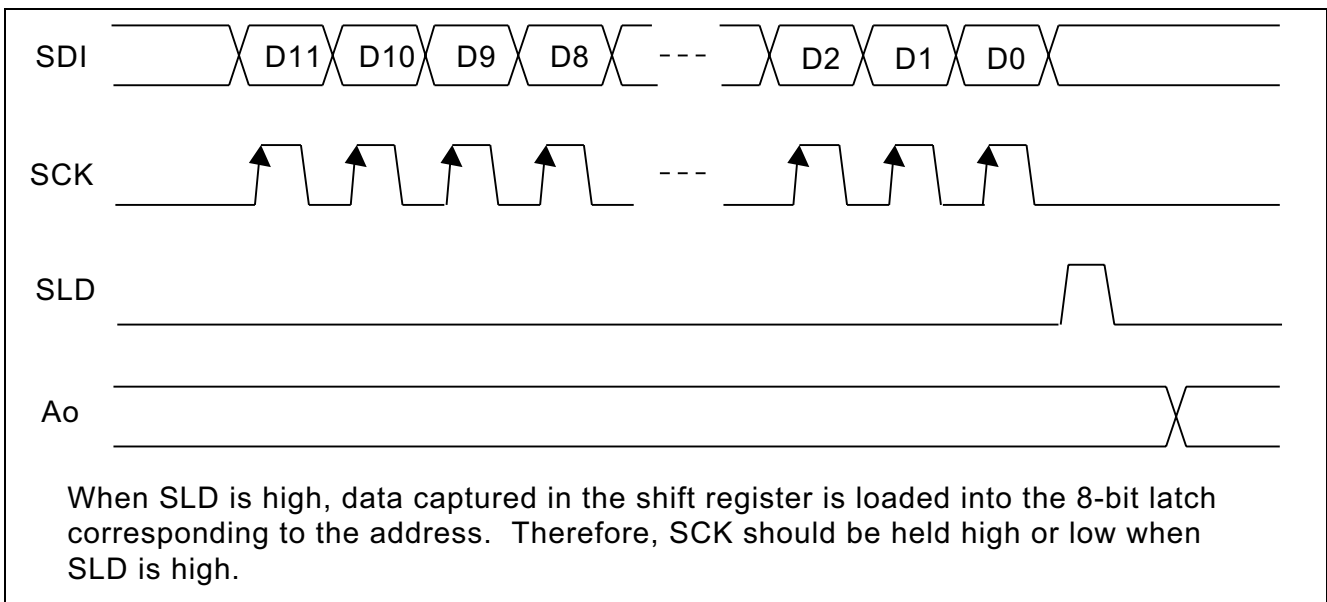 SDI D11 D10 D9 D8 --- D2 D1 D0
SCK ---
SLD
Ao
When SLD is high, data captured in the shift register is loaded into the 8-bit latch
corresponding to the address.  Therefore, SCK should be held high or low when
SLD is high.